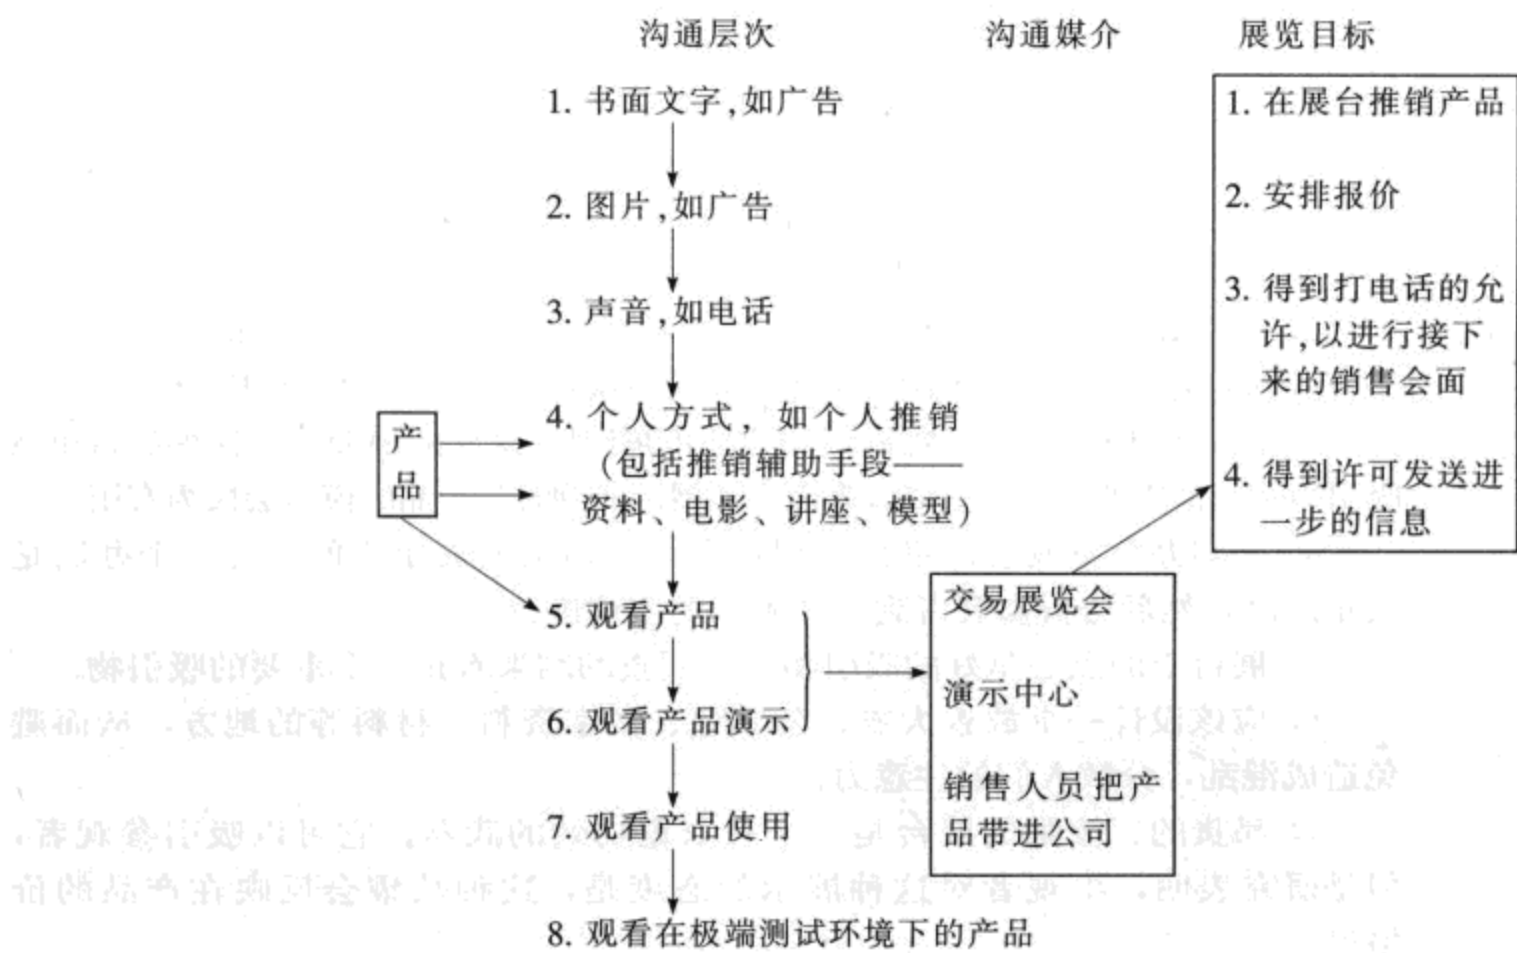 沟通层次
沟通媒介
展览目标
1. 书面文字,如广告
2. 图片,如广告
3. 声音,如电话
4. 个人方式，如个人推销
(包括推销辅助手段——
资料、电影、讲座、模型)
5. 观看产品
6. 观看产品演示
7. 观看产品使用
8. 观看在极端测试环境下的产品
产
品
交易展览会
演示中心
销售人员把产
品带进公司
1. 在展台推销产品
2. 安排报价
3. 得到打电话的允
许,以进行接下
来的销售会面
4. 得到许可发送进
一步的信息